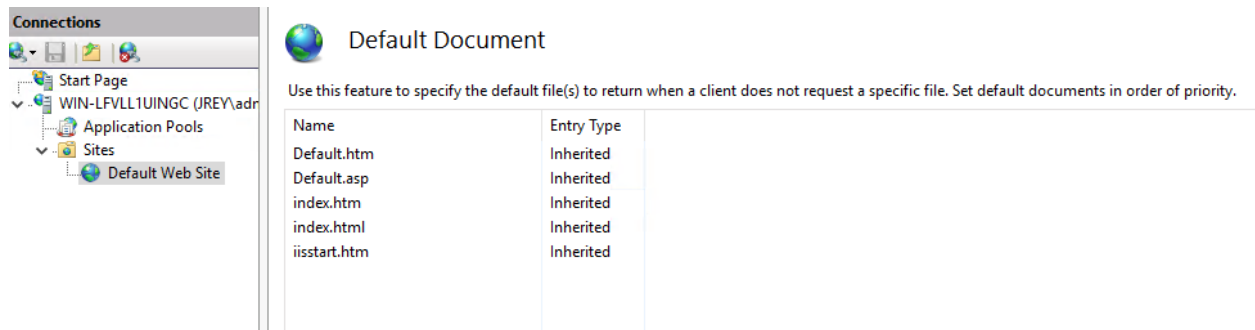 Connections
Start Page
WIN-LFVLL1UINGC (JREY\adr
Application Pools
Sites
Default Web Site
Default Document
Use this feature to specify the default file(s) to return when a client does not request a specific file. Set default documents in order of priority.
Name Entry Type
Default.htm Inherited
Default.asp Inherited
index.htm Inherited
index.html Inherited
iisstart.htm Inherited